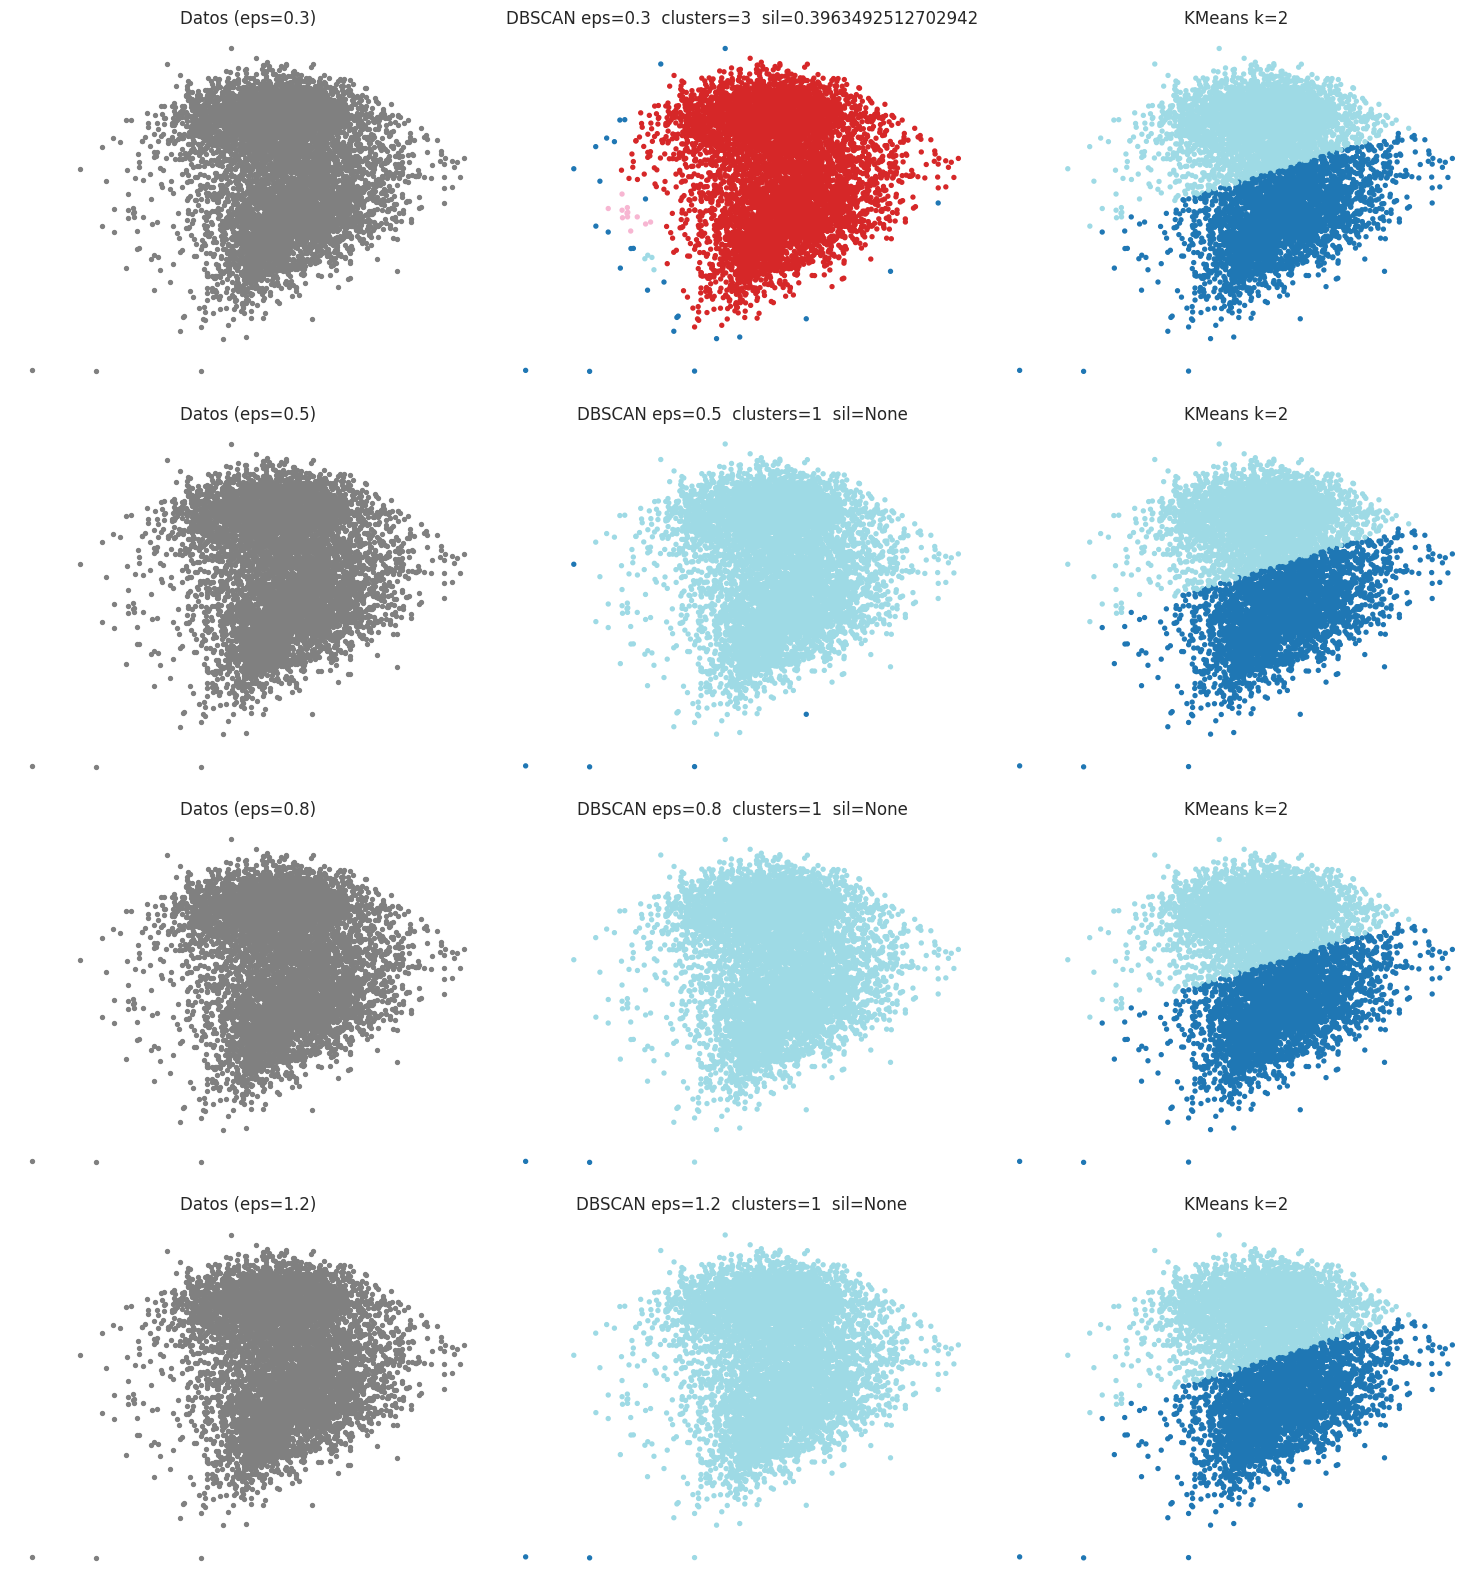 Datos (eps=0.3)
DBSCAN eps=0.3  clusters=3  sil=0.3963492512702942
KMeans k=2
Datos (eps=0.5)
DBSCAN eps=0.5  clusters=1  sil=None
KMeans k=2
Datos (eps=0.8)
DBSCAN eps=0.8  clusters=1  sil=None
KMeans k=2
Datos (eps=1.2)
DBSCAN eps=1.2  clusters=1  sil=None
KMeans k=2